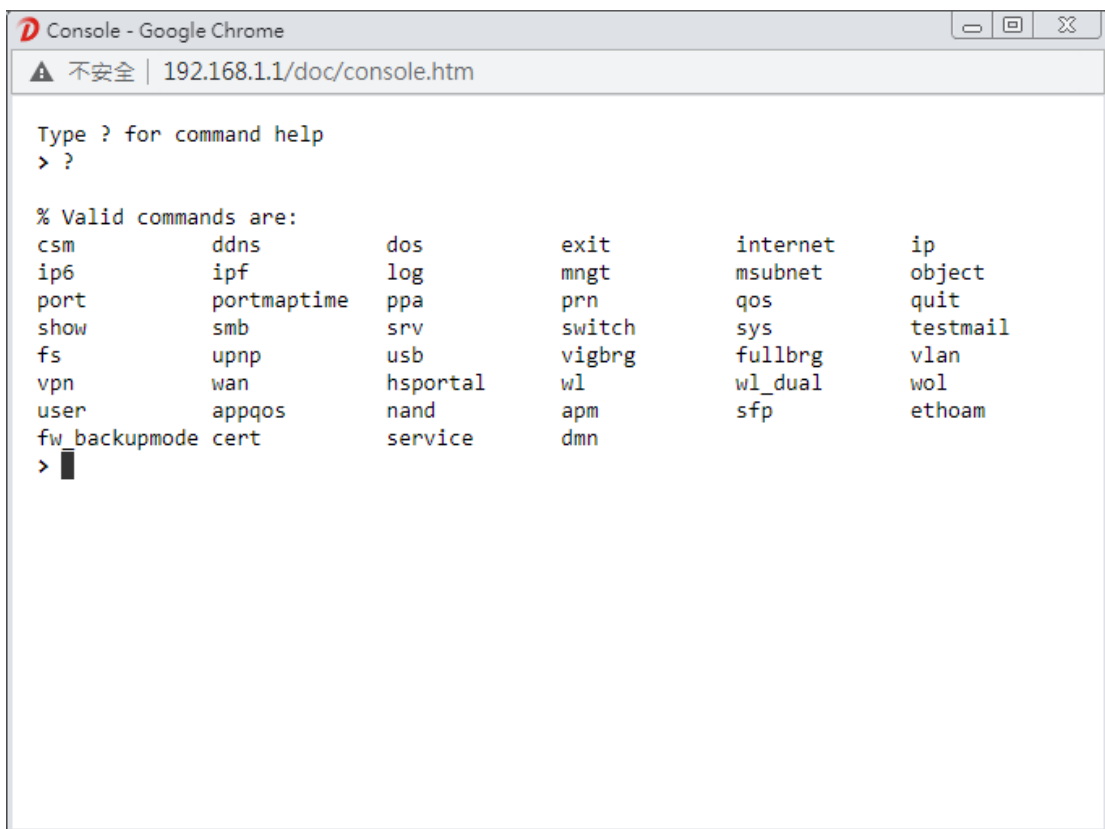 Console - Google Chrome
不安全 | 192.168.1.1/doc/console.htm
Type ? for command help
> ?
% Valid commands are:
csm ddns dos exit internet ip
ip6 ipf log mngt msubnet object
port portmaptime ppa prn qos quit
show smb srv switch sys testmail
fs upnp usb vigbrg fullbrg vlan
vpn wan hsportal wl wl_dual wol
user appqos nand apm sfp ethoam
fw_backupmode cert service dmn
>